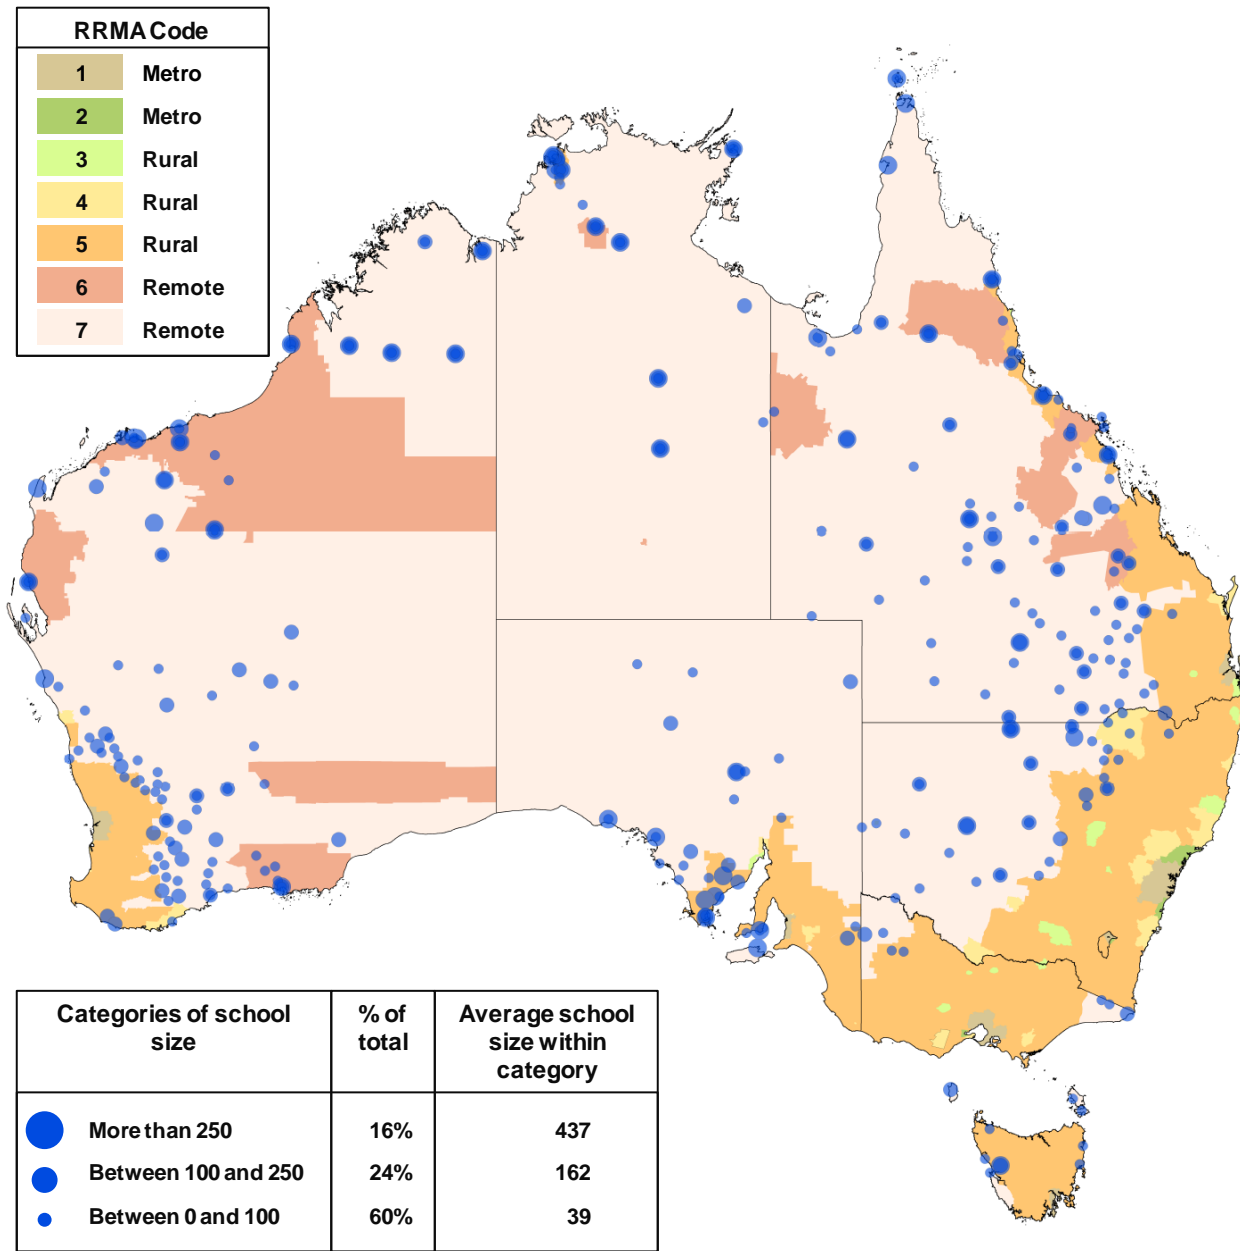 RRMA Code
1 Metro
2 Metro
3 Rural
4 Rural
5 Rural
6 Remote
7 Remote
Categories of school size
% of total
Average school size within category
More than 250 16% 437
Between 100 and 250 24% 162
Between 0 and 100 60% 39